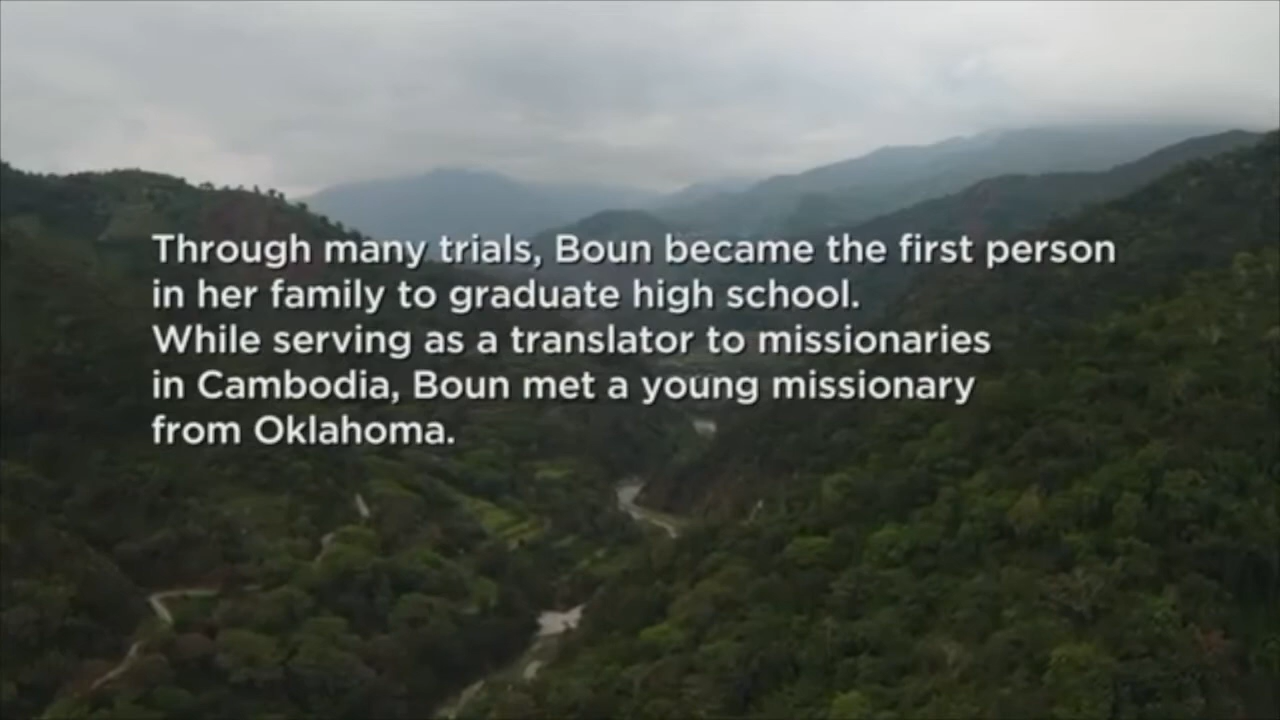 Through many trials, Boun became the first person
in her family to graduate high school.
While serving as a translator to missionaries
in Cambodia, Boun met a young missionary
from Oklahoma.